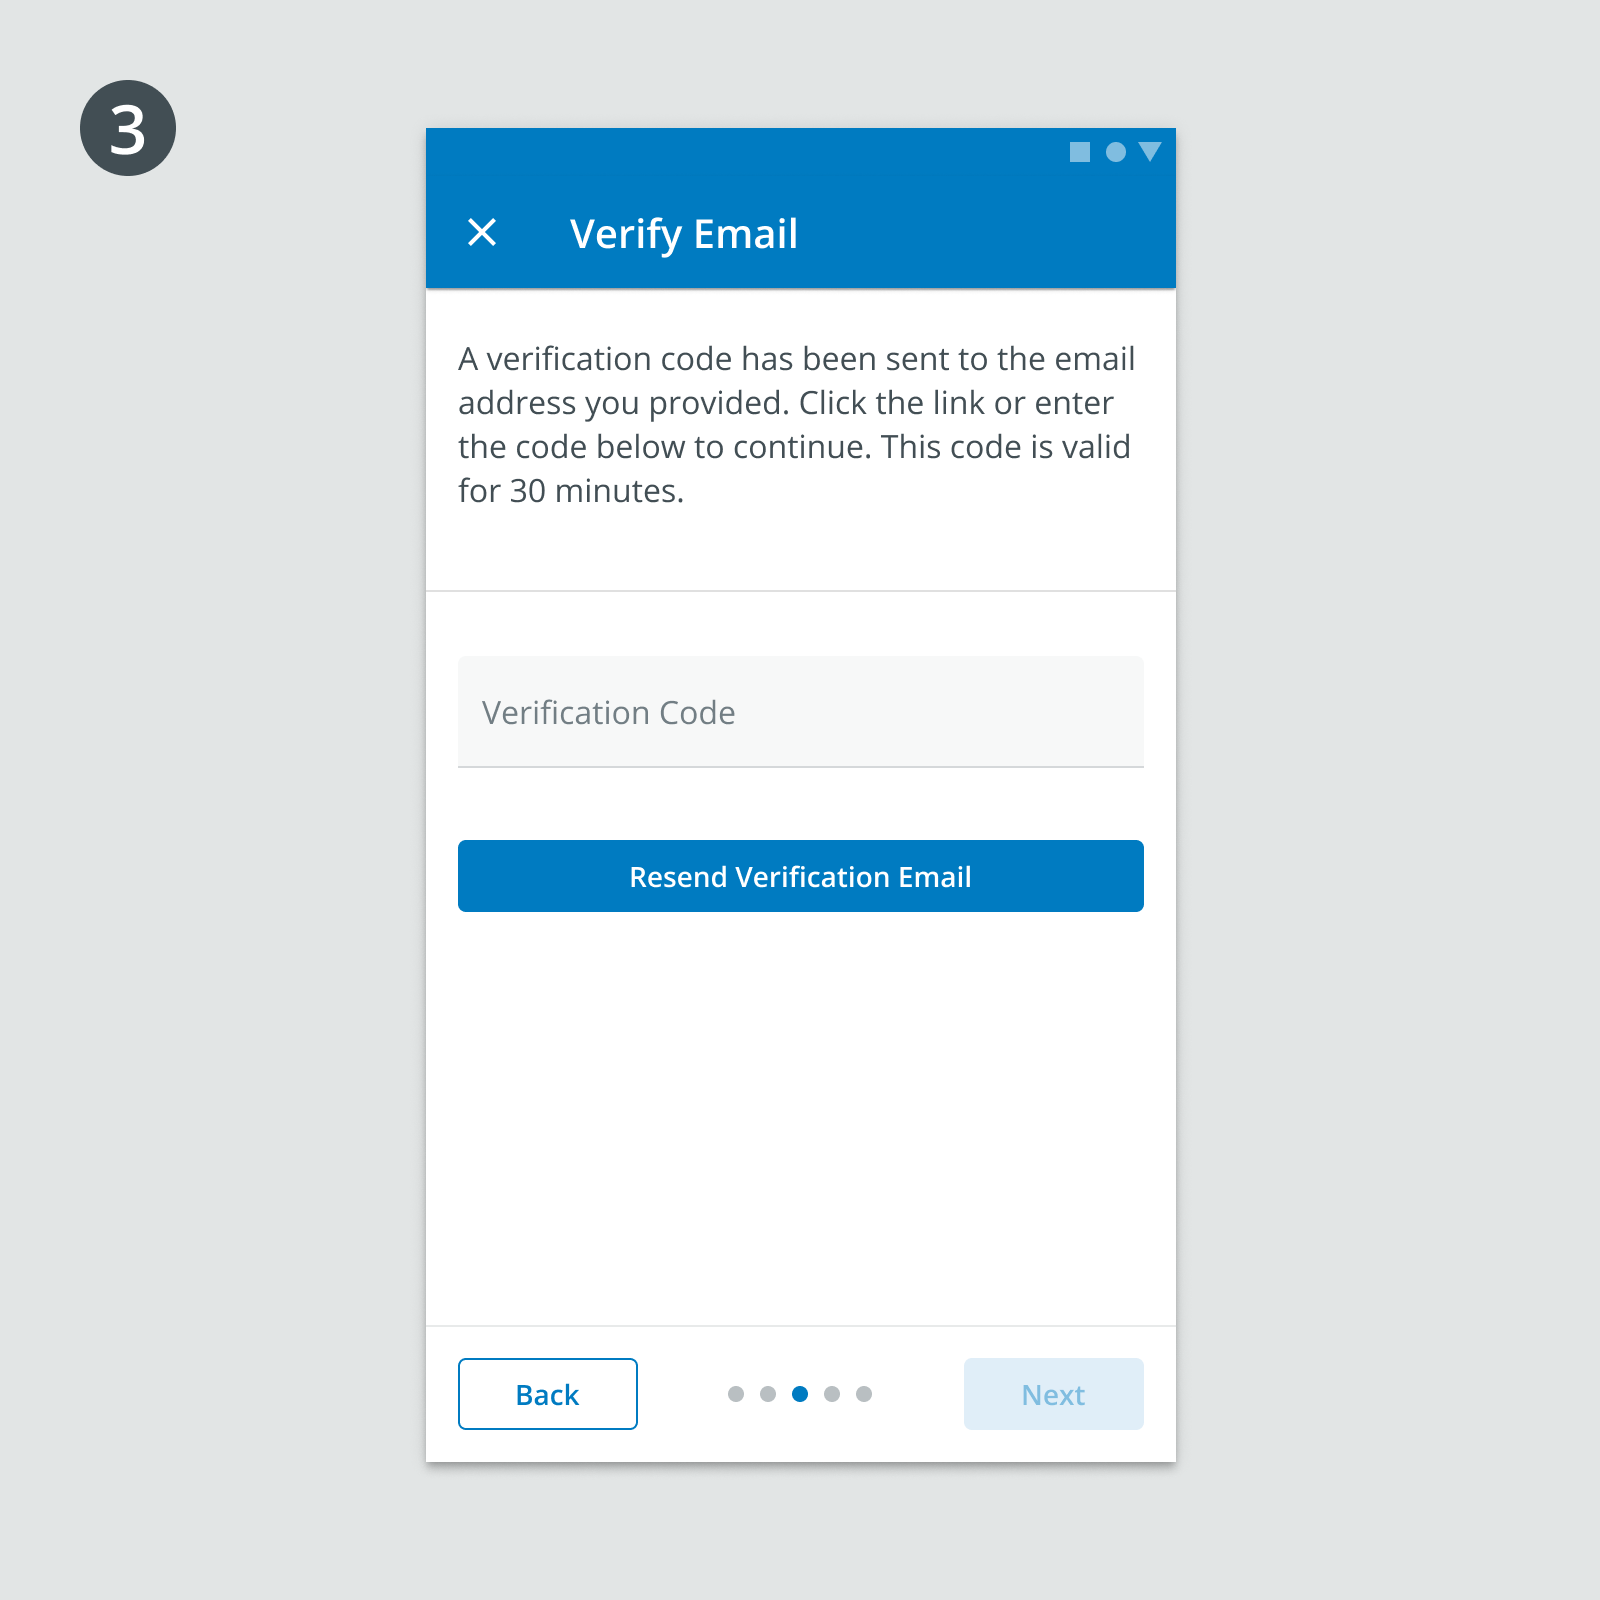 3
Verify Email
A verification code has been sent to the email
address you provided. Click the link or enter
the code below to continue. This code is valid
for 30 minutes.
Verification Code
Resend Verification Email
Back
Next